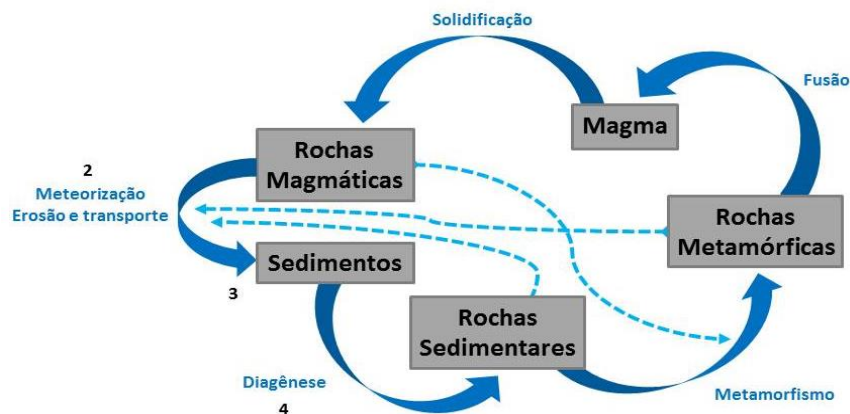 Solidificação
Fusão
Magma
Rochas
Magmáticas
2
Meteorização
Erosão e transporte
Rochas
Metamórficas
Sedimentos
3
Rochas
Sedimentares
Diagênese
4
Metamorfismo